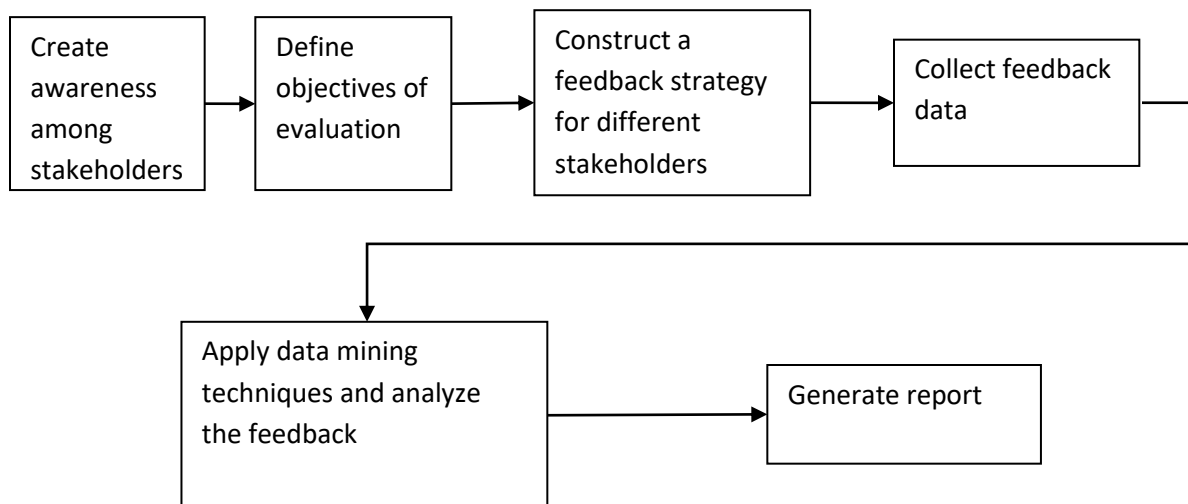 Create
awareness
among
stakeholders
Define
objectives of
evaluation
Construct a
feedback strategy
for different
stakeholders
Collect feedback
data
Apply data mining
techniques and analyze
the feedback
Generate report